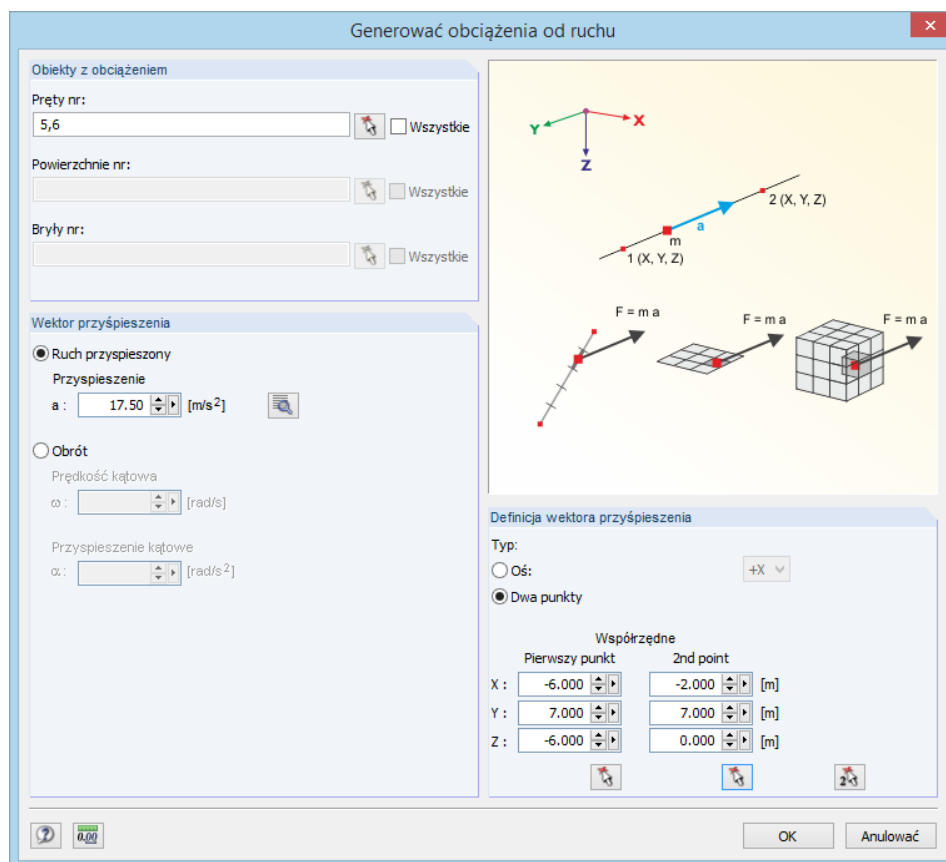 Generować obciążenia od ruchu
x
Obiekty z obciążeniem
Pręty nr:
5,6
Wszystkie
Powierzchnie nr:
Wszystkie
Bryły nr:
Wszystkie
Wektor przyśpieszenia
Ruch przyspieszony
Przyspieszenie
a : 17.50 [m/s²]
Obrót
Prędkość kątowa
ω : [rad/s]
Przyspieszenie kątowe
α : [rad/s²]
Y X
Z
2 (X, Y, Z)
a
m
1 (X, Y, Z)
F = m a
F = m a
F = m a
Definicja wektora przyśpieszenia
Typ:
Oś: +X
Dwa punkty
Współrzędne
Pierwszy punkt 2nd point
X : -6.000 -2.000 [m]
Y : 7.000 7.000 [m]
Z : -6.000 0.000 [m]
2
0.00
OK Anulować